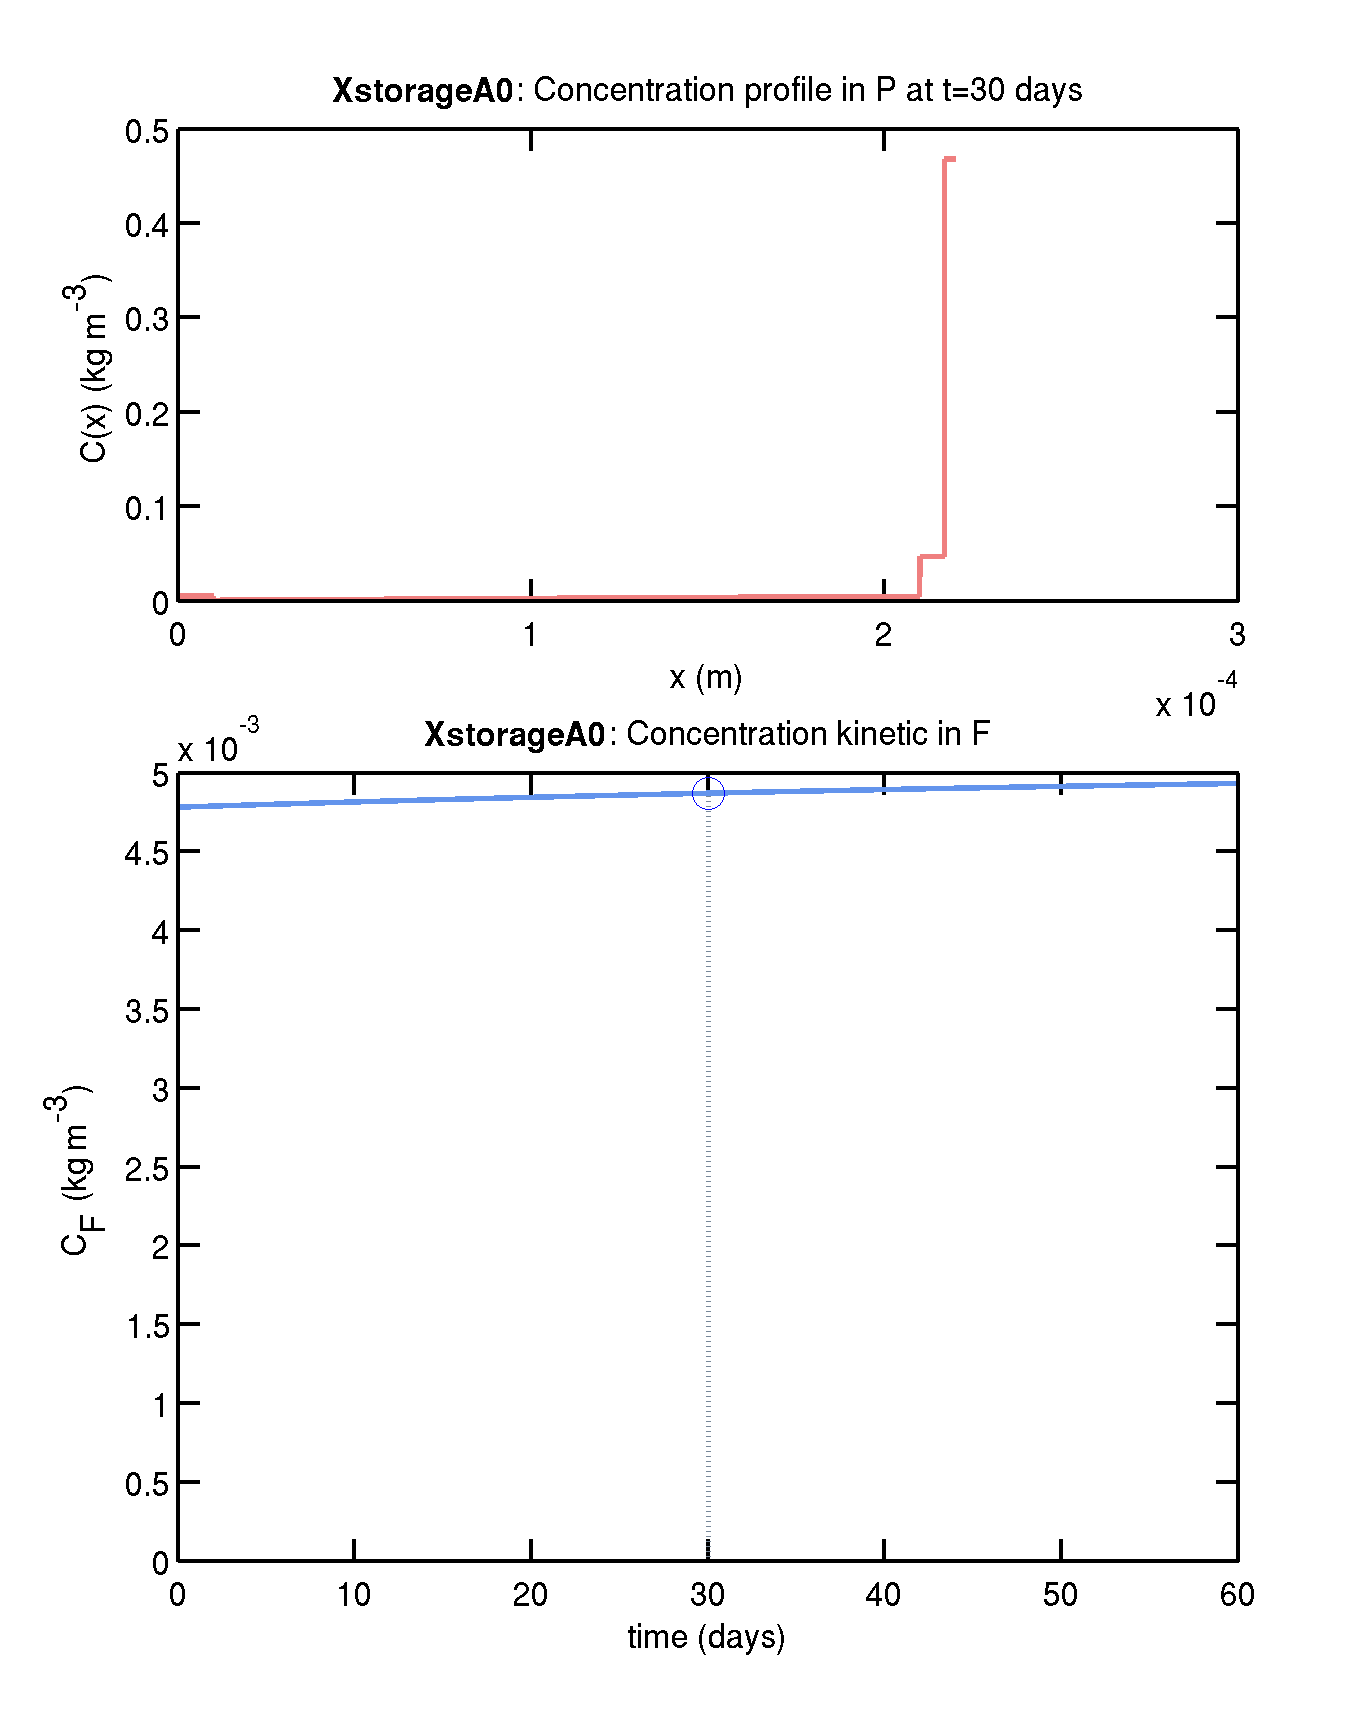 XstorageA0: Concentration profile in P at t=30 days
0.5
0.4
0.3
0.2
0.1
0
C(x) (kg m-3)
0 1 2 3
x (m)
x 10-4
XstorageA0: Concentration kinetic in F
x 10-3
5
4.5
4
3.5
3
2.5
2
1.5
1
0.5
0
CF (kg m-3)
0 10 20 30 40 50 60
time (days)